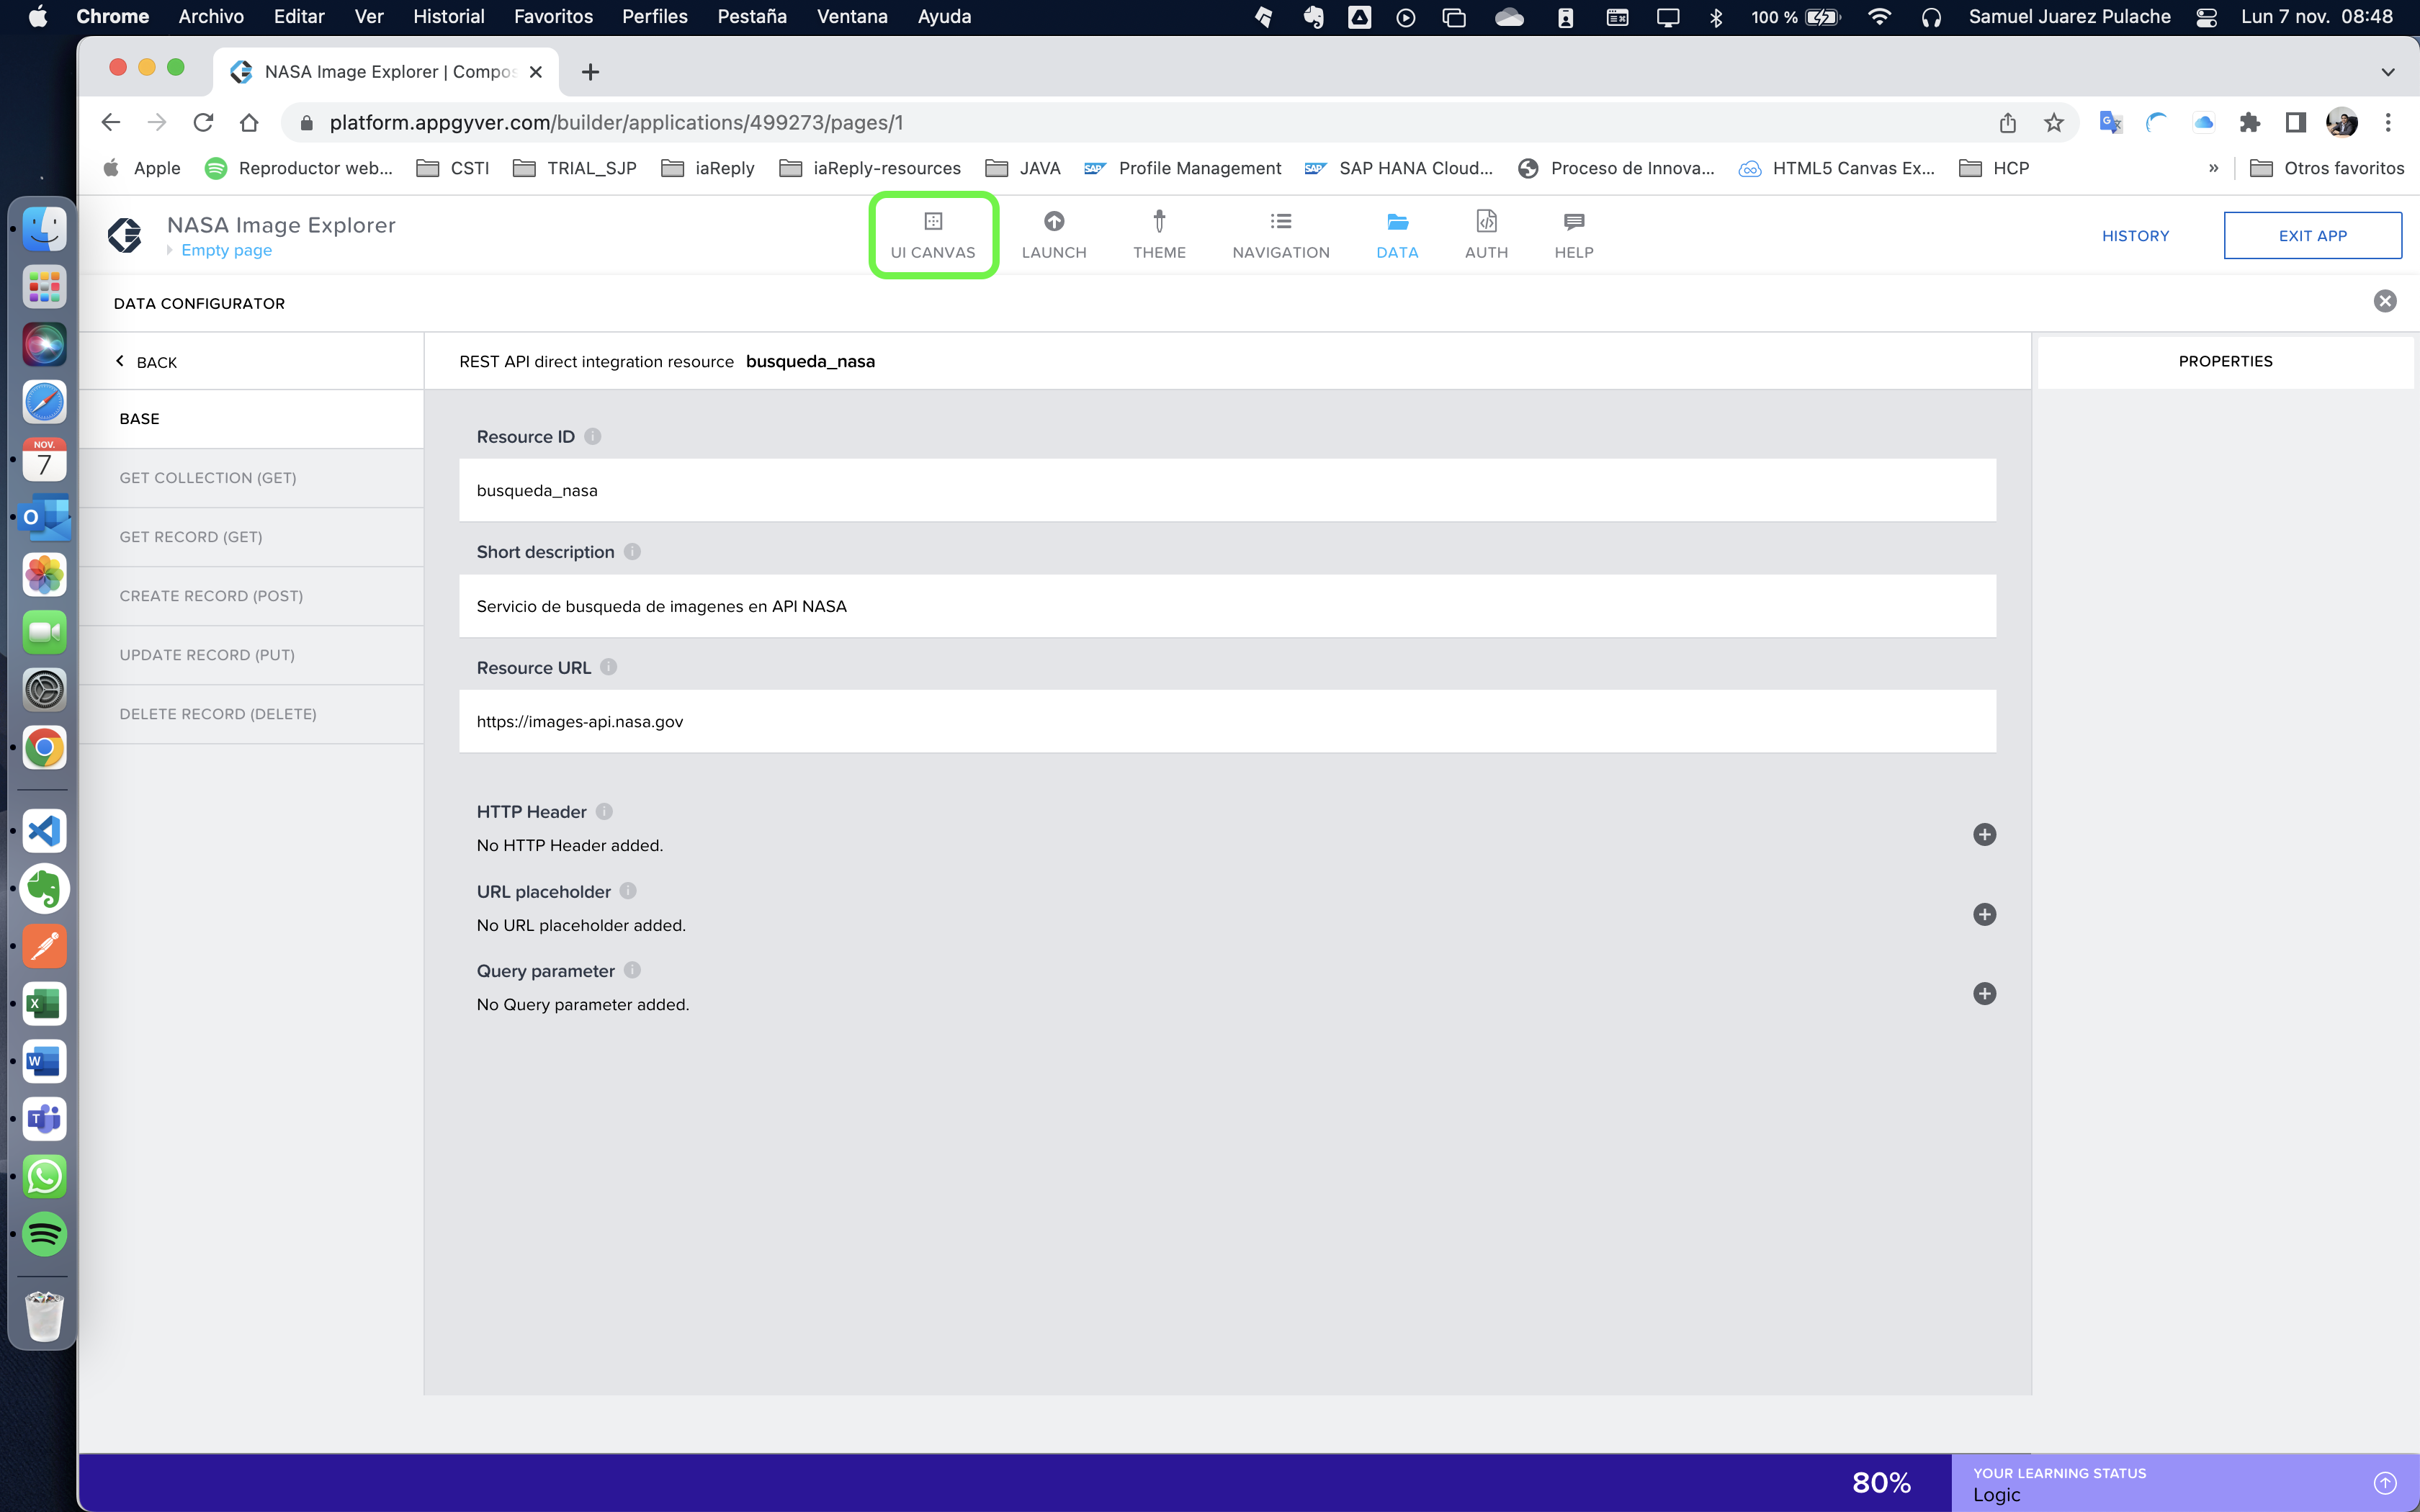 Chrome Archivo Editar Ver Historial Favoritos Perfiles Pestaña Ventana Ayuda 100 % Samuel Juarez Pulache Lun 7 nov. 08:48
NASA Image Explorer | Compos
platform.appgyver.com/builder/applications/499273/pages/1
Apple Reproductor web... CSTI TRIAL_SJP iaReply iaReply-resources JAVA SAP Profile Management SAP SAP HANA Cloud... Proceso de Innova... HTML5 Canvas Ex... HCP » Otros favoritos
NASA Image Explorer
Empty page
UI CANVAS LAUNCH THEME NAVIGATION DATA AUTH HELP
HISTORY EXIT APP
DATA CONFIGURATOR
BACK
REST API direct integration resource busqueda_nasa
PROPERTIES
BASE
GET COLLECTION (GET)
GET RECORD (GET)
CREATE RECORD (POST)
UPDATE RECORD (PUT)
DELETE RECORD (DELETE)
Resource ID
busqueda_nasa
Short description
Servicio de busqueda de imagenes en API NASA
Resource URL
https://images-api.nasa.gov
HTTP Header
No HTTP Header added.
URL placeholder
No URL placeholder added.
Query parameter
No Query parameter added.
NOV.
7
80%
YOUR LEARNING STATUS
Logic